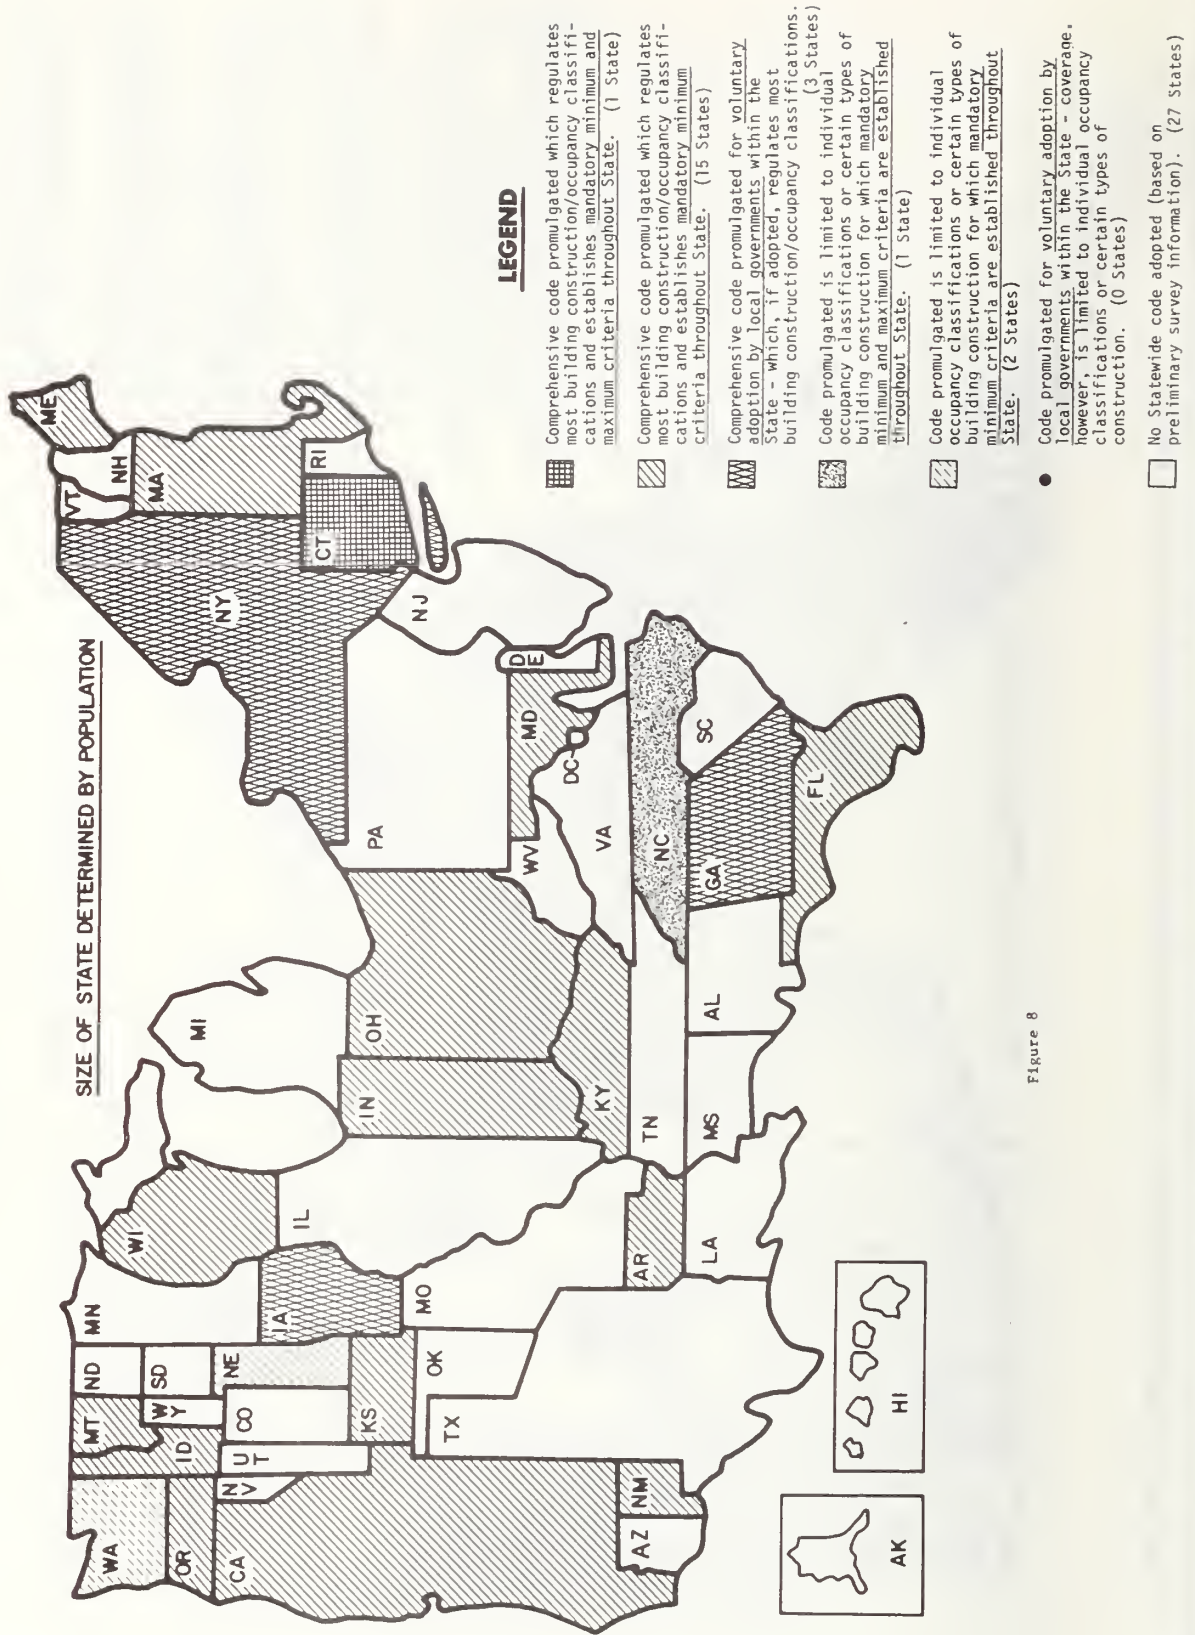 SIZE OF STATE DETERMINED BY POPULATION
WA
OR
CA
NV
ID
MT
WY
UT
AZ
NM
CO
ND
SD
NE
KS
OK
TX
MN
IA
MO
AR
LA
WI
IL
MI
IN
OH
KY
TN
MS
AL
GA
FL
SC
NC
VA
WV
DC
MD
DE
PA
NJ
NY
CT
RI
MA
VT
NH
ME
AK
HI
LEGEND
Comprehensive code promulgated which regulates
most building construction/occupancy classifi-
cations and establishes mandatory minimum and
maximum criteria throughout State. (1 State)
Comprehensive code promulgated which regulates
most building construction/occupancy classifi-
cations and establishes mandatory minimum
criteria throughout State. (15 States)
Comprehensive code promulgated for voluntary
adoption by local governments within the
State - which, if adopted, regulates most
building construction/occupancy classifications.
(3 States)
Code promulgated is limited to individual
occupancy classifications or certain types of
building construction for which mandatory
minimum and maximum criteria are established
throughout State. (1 State)
Code promulgated is limited to individual
occupancy classifications or certain types of
building construction for which mandatory
minimum criteria are established throughout
State. (2 States)
Code promulgated for voluntary adoption by
local governments within the State - coverage,
however, is limited to individual occupancy
classifications or certain types of
construction. (0 States)
No Statewide code adopted (based on
preliminary survey information). (27 States)
Figure 8